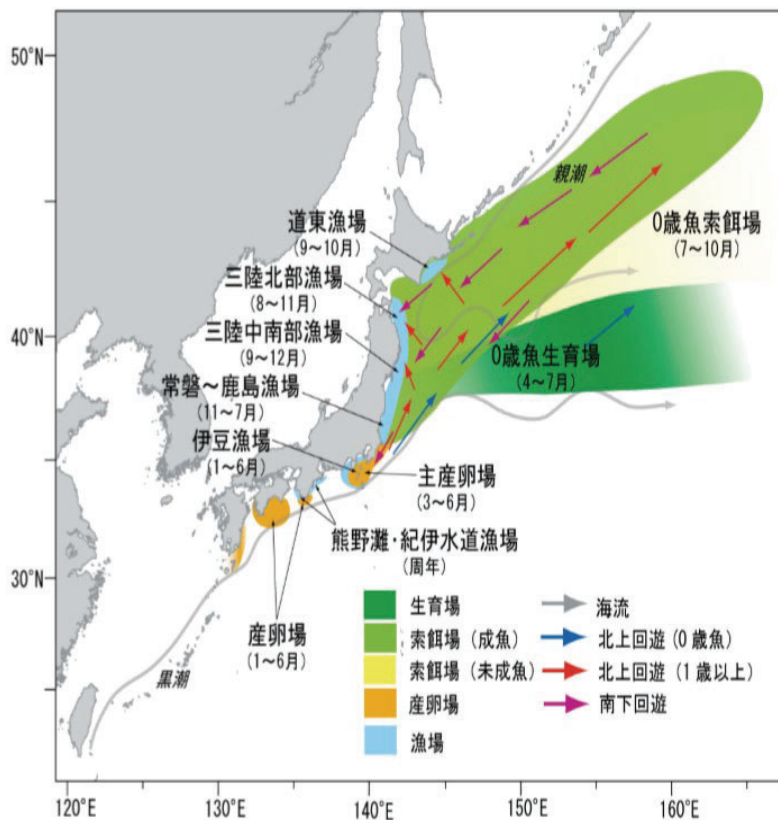 50°N
親潮
道東漁場
(9~10月)
0歳魚索餌場
(7~10月)
三陸北部漁場
(8~11月)
40°N
三陸中南部漁場
(9~12月)
0歳魚生育場
(4~7月)
常磐~鹿島漁場
(11~7月)
伊豆漁場
(1~6月)
主産卵場
(3~6月)
熊野灘・紀伊水道漁場
(周年)
30°N
産卵場
(1~6月)
黒潮
生育場
索餌場(成魚)
索餌場(未成魚)
産卵場
漁場
海流
北上回遊(0歳魚)
北上回遊(1歳以上)
南下回遊
120°E
130°E
140°E
150°E
160°E